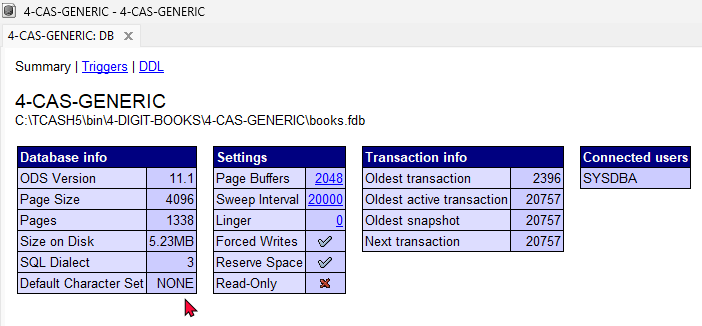 4-CAS-GENERIC - 4-CAS-GENERIC
4-CAS-GENERIC: DB
Summary | Triggers | DDL
4-CAS-GENERIC
C:\TCASH5\bin\4-DIGIT-BOOKS\4-CAS-GENERIC\books.fdb
Database info
ODS Version 11.1
Page Size 4096
Pages 1338
Size on Disk 5.23MB
SQL Dialect 3
Default Character Set NONE
Settings
Page Buffers 2048
Sweep Interval 20000
Linger 0
Forced Writes
Reserve Space
Read-Only
Transaction info
Oldest transaction 2396
Oldest active transaction 20757
Oldest snapshot 20757
Next transaction 20757
Connected users
SYSDBA